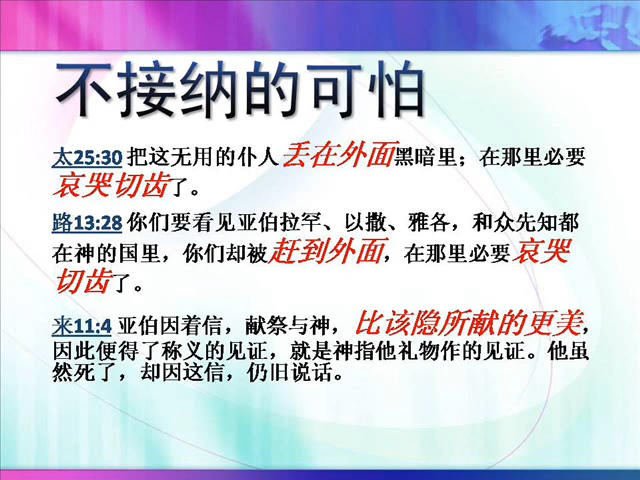 不接纳的可怕
太25:30 把这无用的仆人丢在外面黑暗里；在那里必要
哀哭切齿了。
路13:28 你们要看见亚伯拉罕、以撒、雅各，和众先知都
在神的国里，你们却被赶到外面，在那里必要哀哭
切齿了。
来11:4 亚伯因着信，献祭与神，比该隐所献的更美，
因此便得了称义的见证，就是神指他礼物作的见证。他虽
然死了，却因这信，仍旧说话。